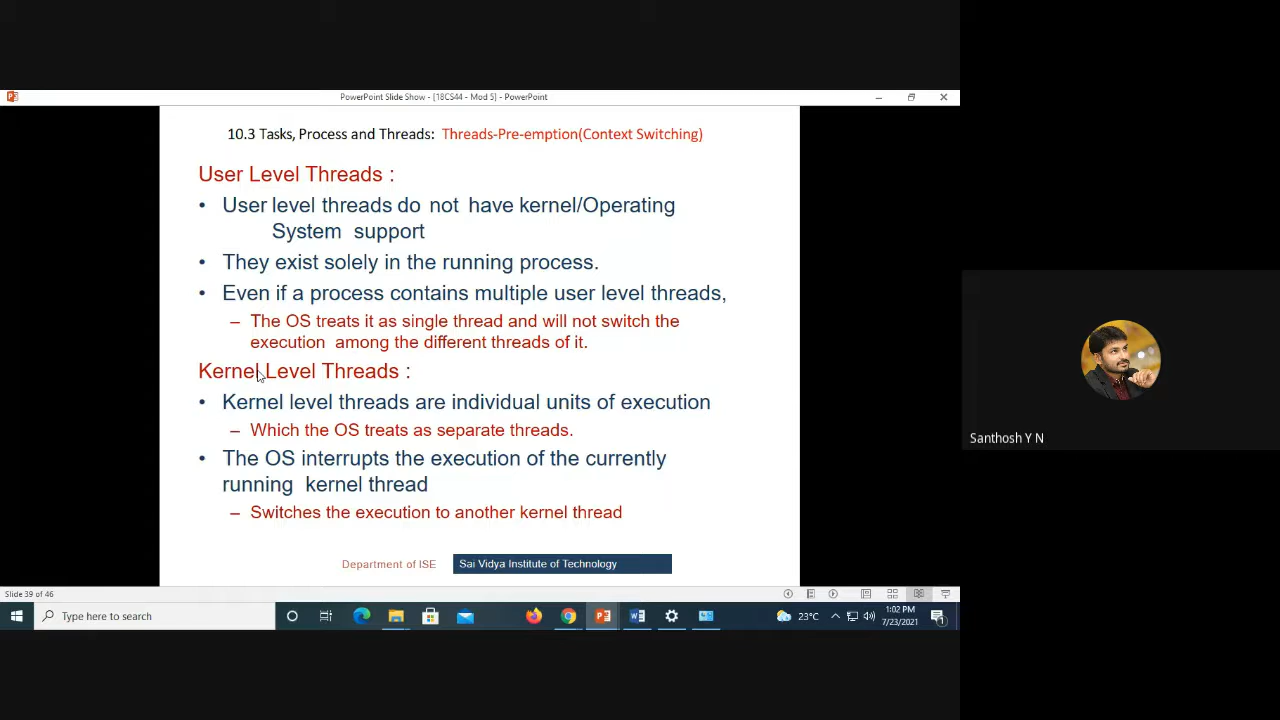 PowerPoint Slide Show - [18CS44 - Mod 5] - PowerPoint
10.3 Tasks, Process and Threads: Threads-Pre-emption(Context Switching)
User Level Threads :
• User level threads do not have kernel/Operating
System support
• They exist solely in the running process.
• Even if a process contains multiple user level threads,
– The OS treats it as single thread and will not switch the
execution among the different threads of it.
Kernel Level Threads :
• Kernel level threads are individual units of execution
– Which the OS treats as separate threads.
• The OS interrupts the execution of the currently
running kernel thread
– Switches the execution to another kernel thread
Department of ISE
Sai Vidya Institute of Technology
Slide 39 of 46
Type here to search
23°C
1:02 PM
7/23/2021
1
Santhosh Y N